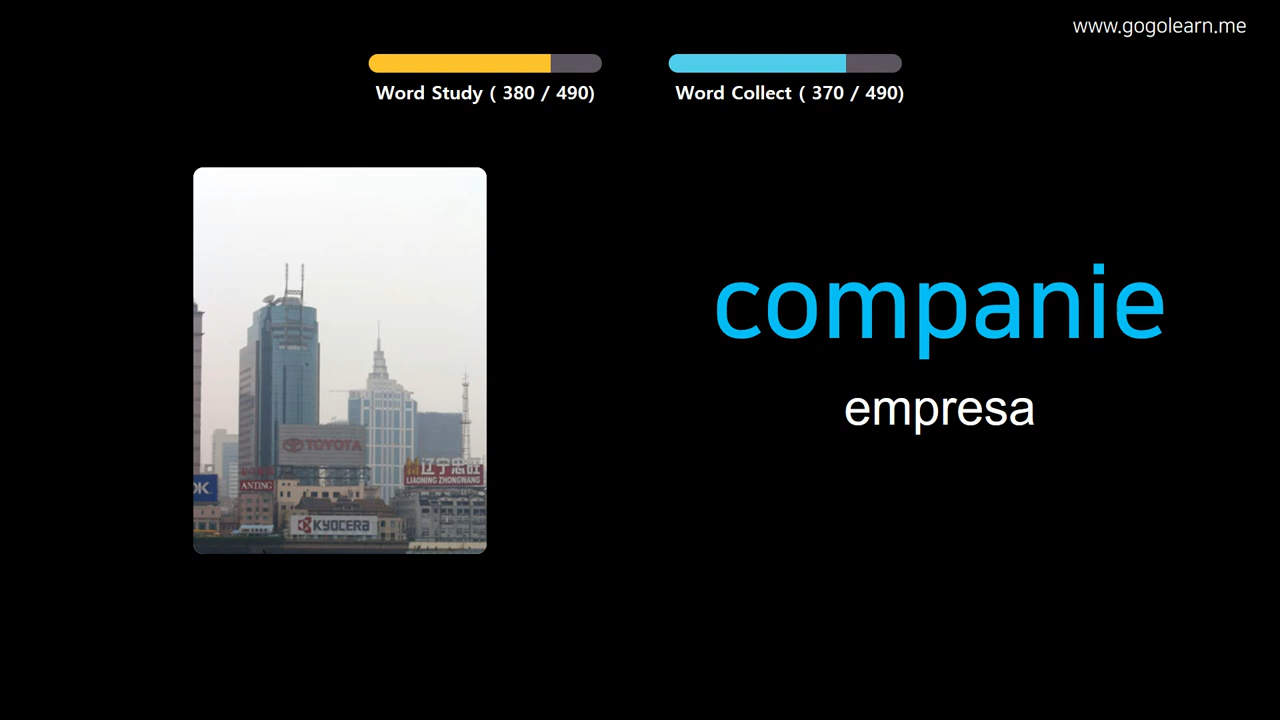 www.gogolearn.me
Word Study ( 380 / 490)
Word Collect ( 370 / 490)
companie
empresa
TOYOTA
辽宁忠旺
LIAONING ZHONGWANG
ANTING
OK.
KYOCERA